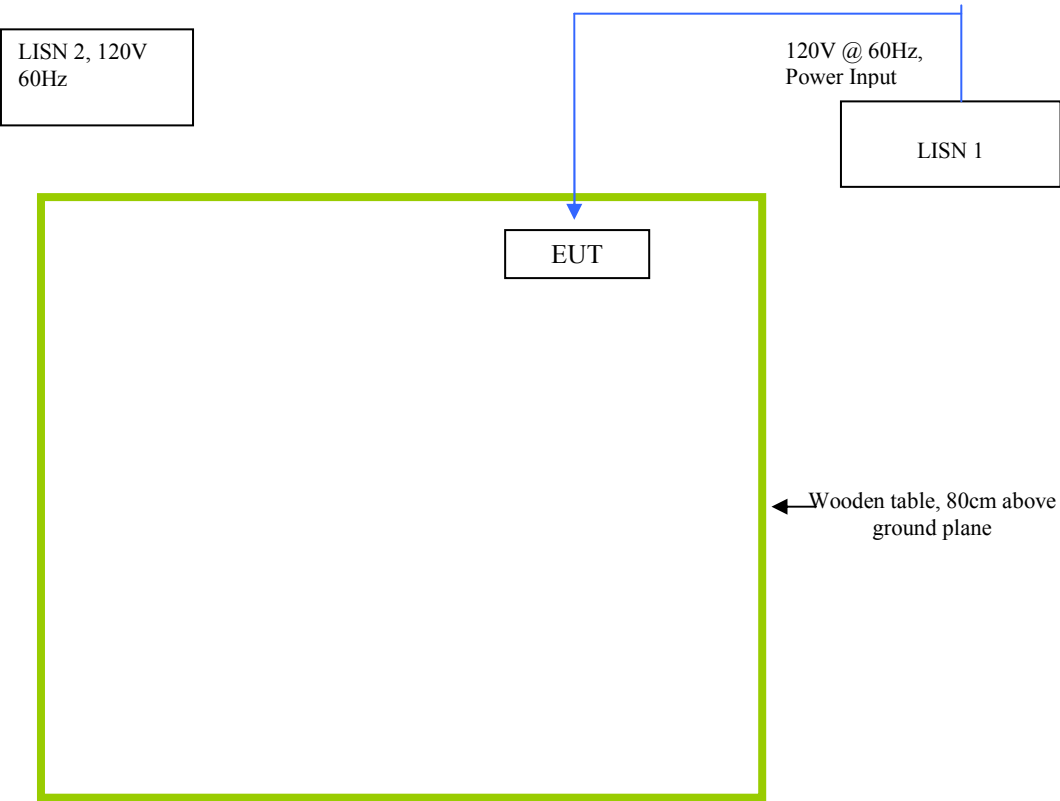 LISN 2, 120V
60Hz
120V @ 60Hz,
Power Input
LISN 1
EUT
Wooden table, 80cm above
ground plane